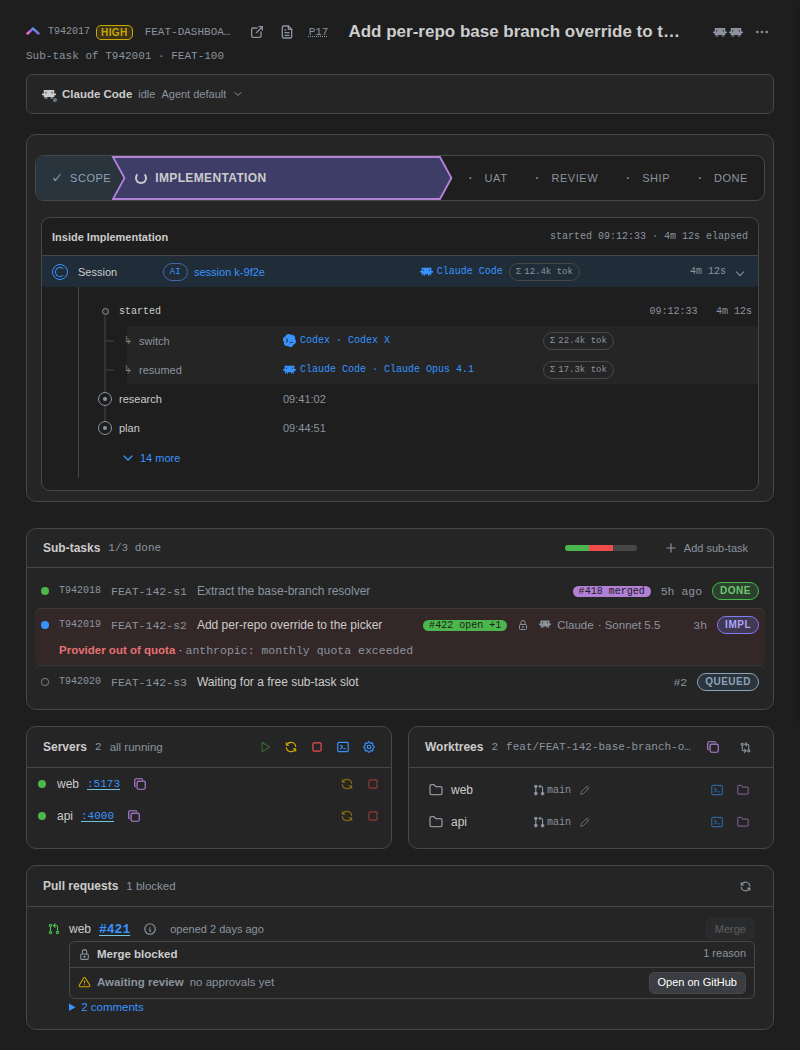 T942017 HIGH FEAT-DASHBOA… P17 Add per-repo base branch override to t…
Sub-task of T942001 · FEAT-100
Claude Code idle Agent default
SCOPE IMPLEMENTATION · UAT · REVIEW · SHIP · DONE
Inside Implementation started 09:12:33 · 4m 12s elapsed
Session AI session k-9f2e Claude Code Σ 12.4k tok 4m 12s
started 09:12:33 4m 12s
↳ switch Codex · Codex X Σ 22.4k tok
↳ resumed Claude Code · Claude Opus 4.1 Σ 17.3k tok
research 09:41:02
plan 09:44:51
14 more
Sub-tasks 1/3 done Add sub-task
T942018 FEAT-142-s1 Extract the base-branch resolver #418 merged 5h ago DONE
T942019 FEAT-142-s2 Add per-repo override to the picker #422 open +1 Claude · Sonnet 5.5 3h IMPL
Provider out of quota · anthropic: monthly quota exceeded
T942020 FEAT-142-s3 Waiting for a free sub-task slot #2 QUEUED
Servers 2 all running
web :5173
api :4000
Worktrees 2 feat/FEAT-142-base-branch-o…
web main
api main
Pull requests 1 blocked
web #421 opened 2 days ago Merge
Merge blocked 1 reason
Awaiting review no approvals yet Open on GitHub
2 comments